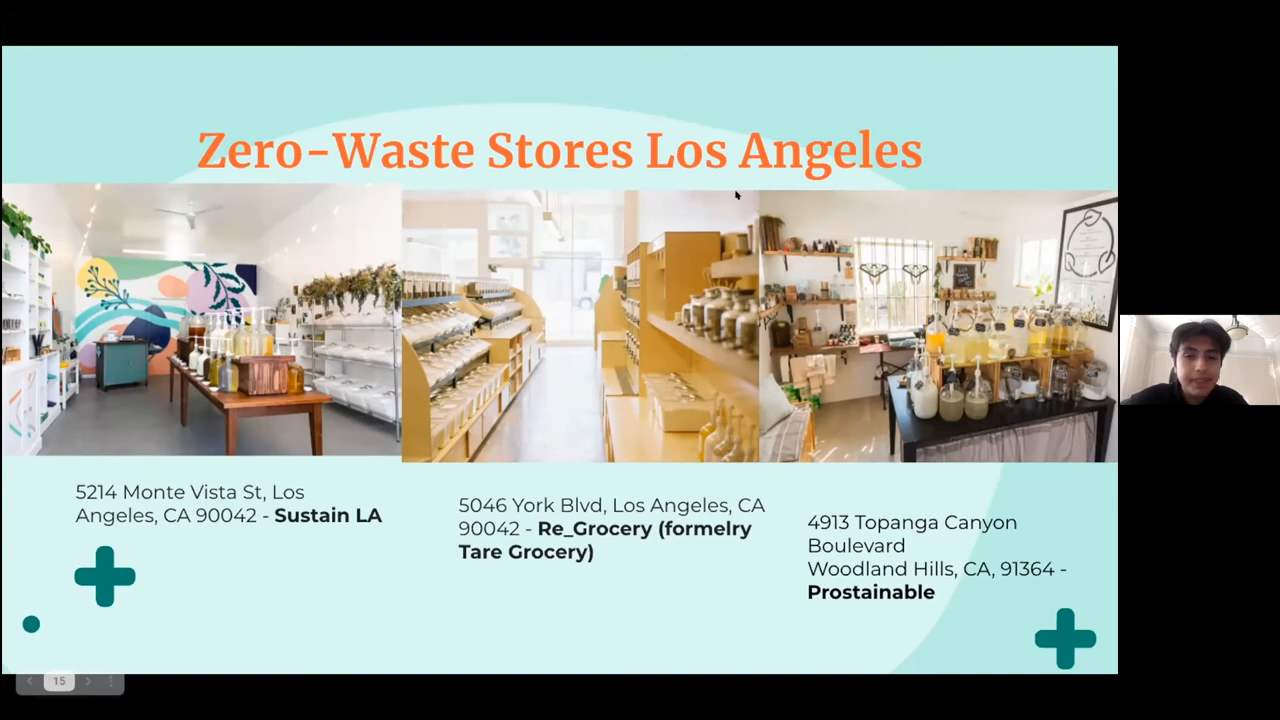 Zero-Waste Stores Los Angeles
5214 Monte Vista St, Los
Angeles, CA 90042 - Sustain LA
5046 York Blvd, Los Angeles, CA
90042 - Re_Grocery (formelry
Tare Grocery)
4913 Topanga Canyon
Boulevard
Woodland Hills, CA, 91364 -
Prostainable
15